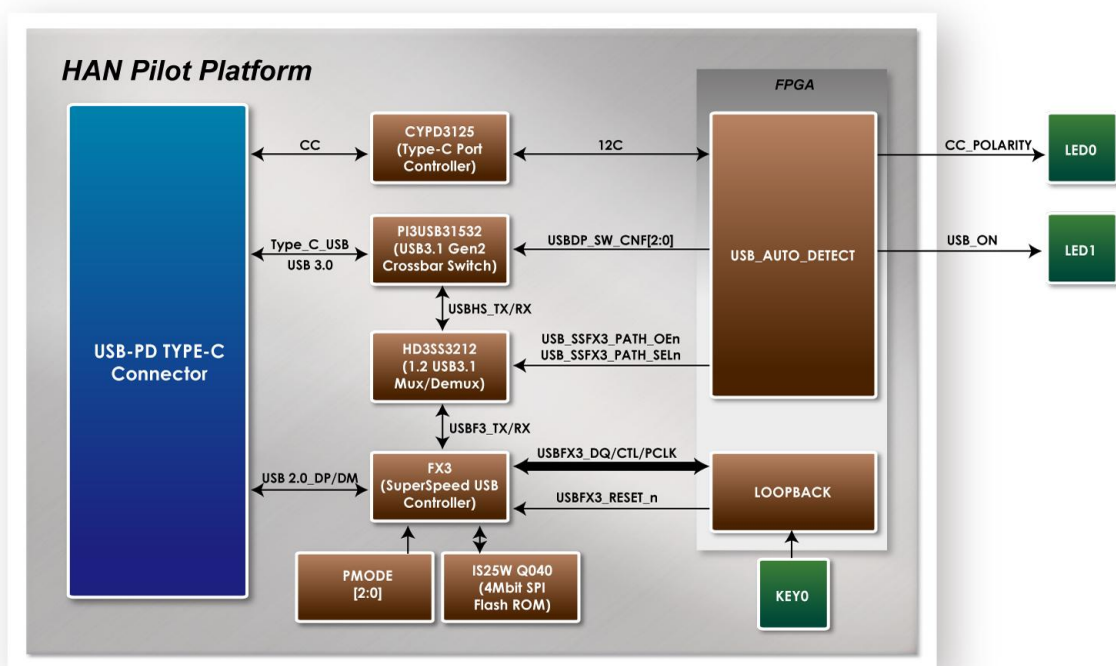 HAN Pilot Platform
FPGA
USB-PD TYPE-C
Connector
CC
CYPD3125
(Type-C Port
Controller)
12C
USB_AUTO_DETECT
CC_POLARITY
LED0
Type_C_USB
USB 3.0
PI3USB31532
(USB3.1 Gen2
Crossbar Switch)
USBDP_SW_CNF[2:0]
USB_ON
LED1
USBHS_TX/RX
HD3SS3212
(1.2 USB3.1
Mux/Demux)
USB_SSFX3_PATH_OEn
USB_SSFX3_PATH_SELn
USBF3_TX/RX
USB 2.0_DP/DM
FX3
(SuperSpeed USB
Controller)
USBFX3_DQ/CTL/PCLK
USBFX3_RESET_n
LOOPBACK
PMODE
[2:0]
IS25W Q040
(4Mbit SPI
Flash ROM)
KEY0